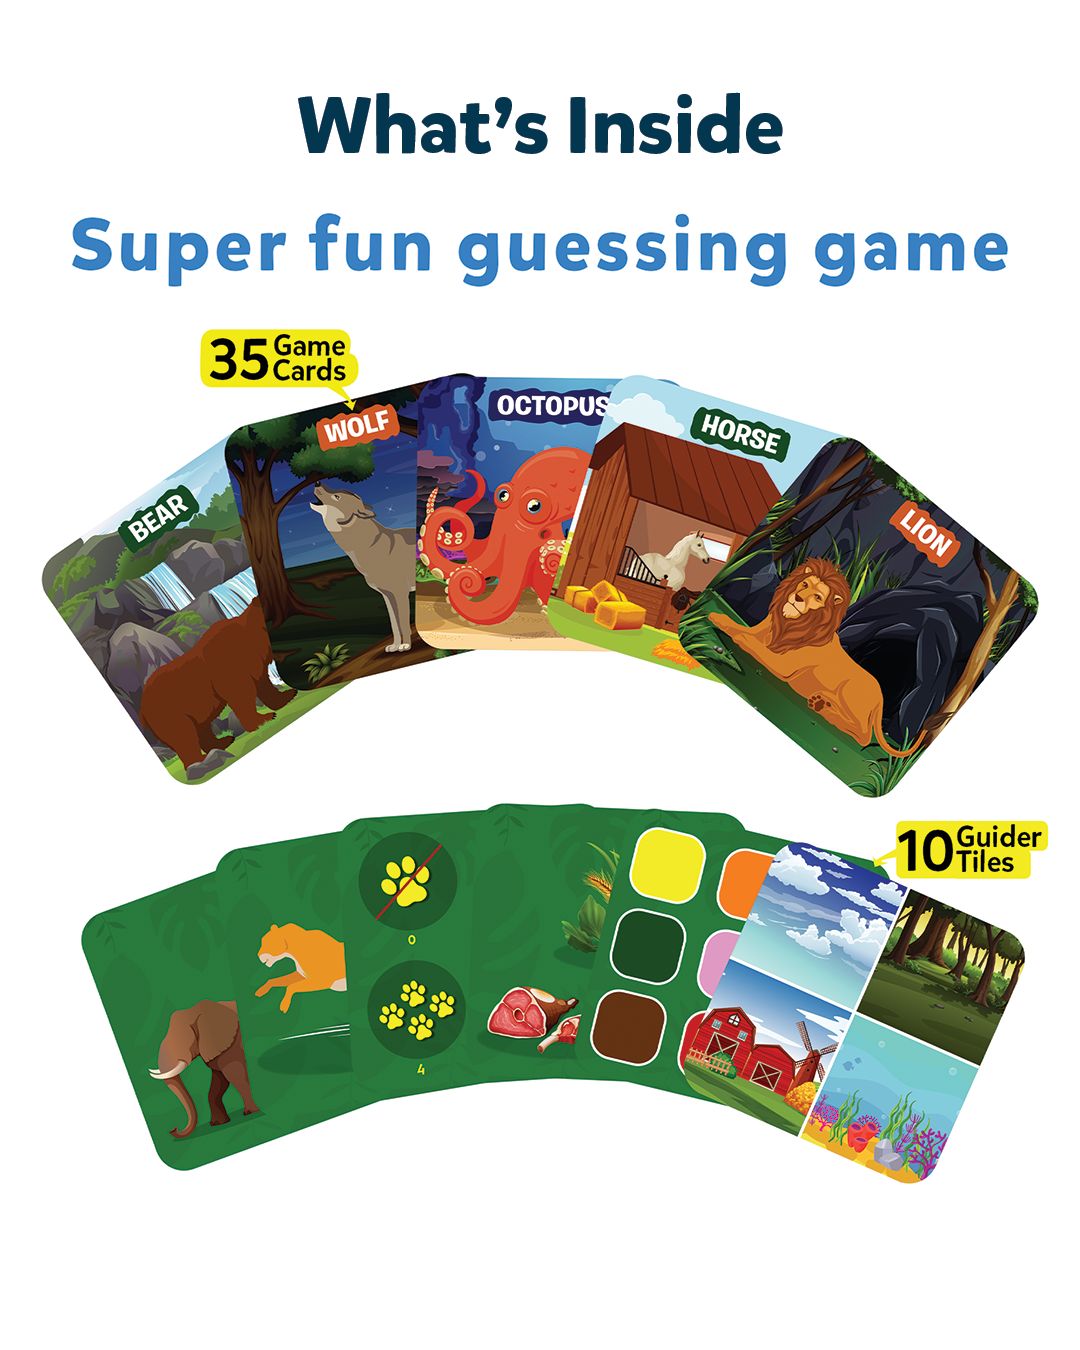 What's Inside
Super fun guessing game
35 Game
Cards
BEAR
WOLF
OCTOPUS
HORSE
LION
10 Guider
Tiles
0
4